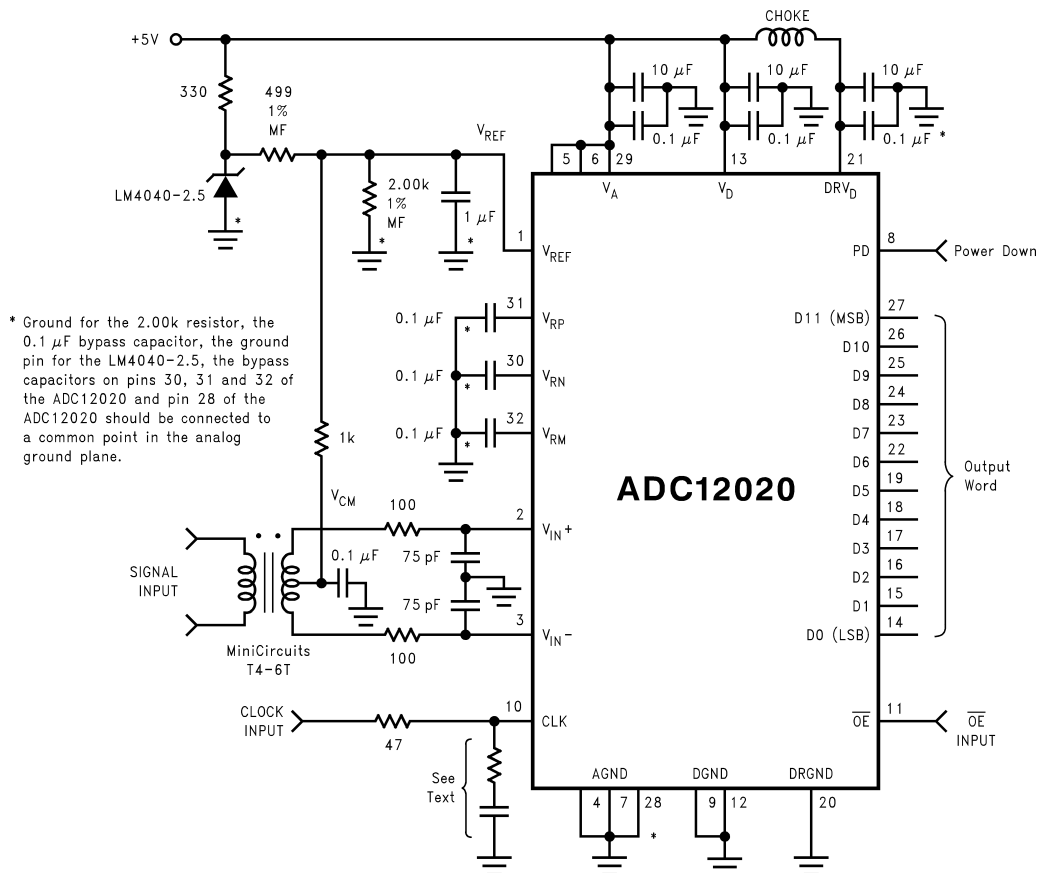 CHOKE
+5V
10 µF
10 µF
10 µF
330
499
1%
MF
0.1 µF
0.1 µF
0.1 µF *
V_REF
5 6 29
13
21
V_A
V_D
DRV_D
LM4040-2.5
*
2.00k
1%
MF
*
1 µF
*
1
V_REF
8
PD
Power Down
* Ground for the 2.00k resistor, the
0.1 µF bypass capacitor, the ground
pin for the LM4040-2.5, the bypass
capacitors on pins 30, 31 and 32 of
the ADC12020 and pin 28 of the
ADC12020 should be connected to
a common point in the analog
ground plane.
0.1 µF
*
31
V_RP
0.1 µF
*
30
V_RN
0.1 µF
*
32
V_RM
27
D11 (MSB)
26
D10
25
D9
24
D8
23
D7
22
D6
19
D5
18
D4
17
D3
16
D2
15
D1
14
D0 (LSB)
Output
Word
1k
ADC12020
V_CM
100
2
V_IN+
SIGNAL
INPUT
0.1 µF
75 pF
75 pF
3
V_IN-
100
MiniCircuits
T4-6T
CLOCK
INPUT
47
10
CLK
11
OE
OE
INPUT
See
Text
AGND
DGND
DRGND
4 7 28
9 12
20
*